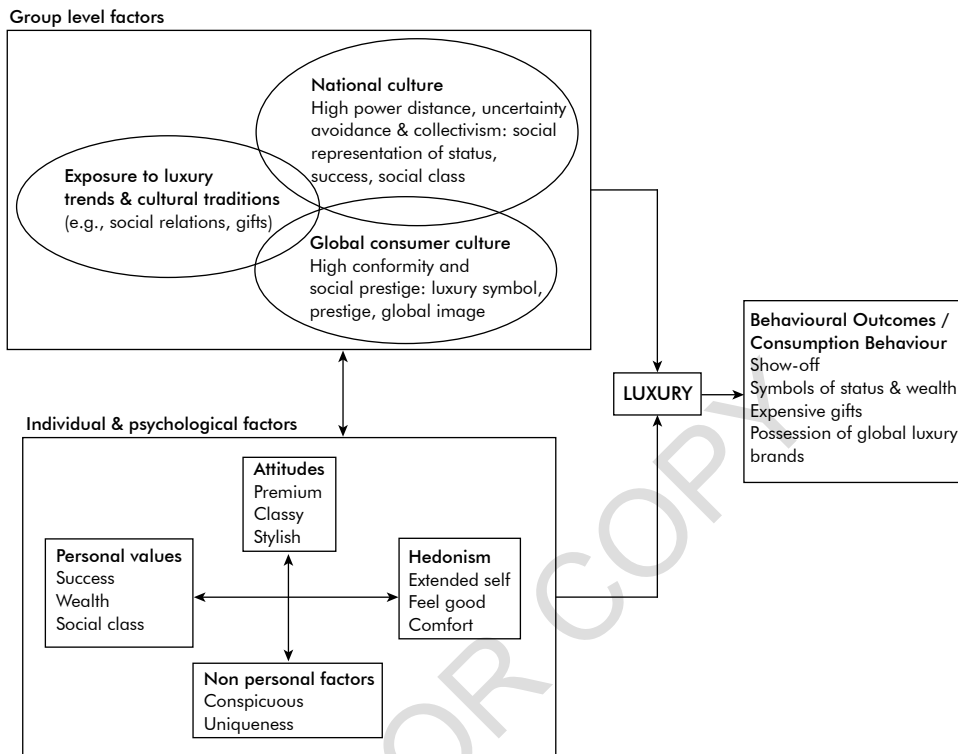 Group level factors
National culture
High power distance, uncertainty
avoidance & collectivism: social
representation of status,
success, social class
Exposure to luxury
trends & cultural traditions
(e.g., social relations, gifts)
Global consumer culture
High conformity and
social prestige: luxury symbol,
prestige, global image
LUXURY
Behavioural Outcomes /
Consumption Behaviour
Show-off
Symbols of status & wealth
Expensive gifts
Possession of global luxury
brands
Individual & psychological factors
Attitudes
Premium
Classy
Stylish
Personal values
Success
Wealth
Social class
Hedonism
Extended self
Feel good
Comfort
Non personal factors
Conspicuous
Uniqueness
OR COPY